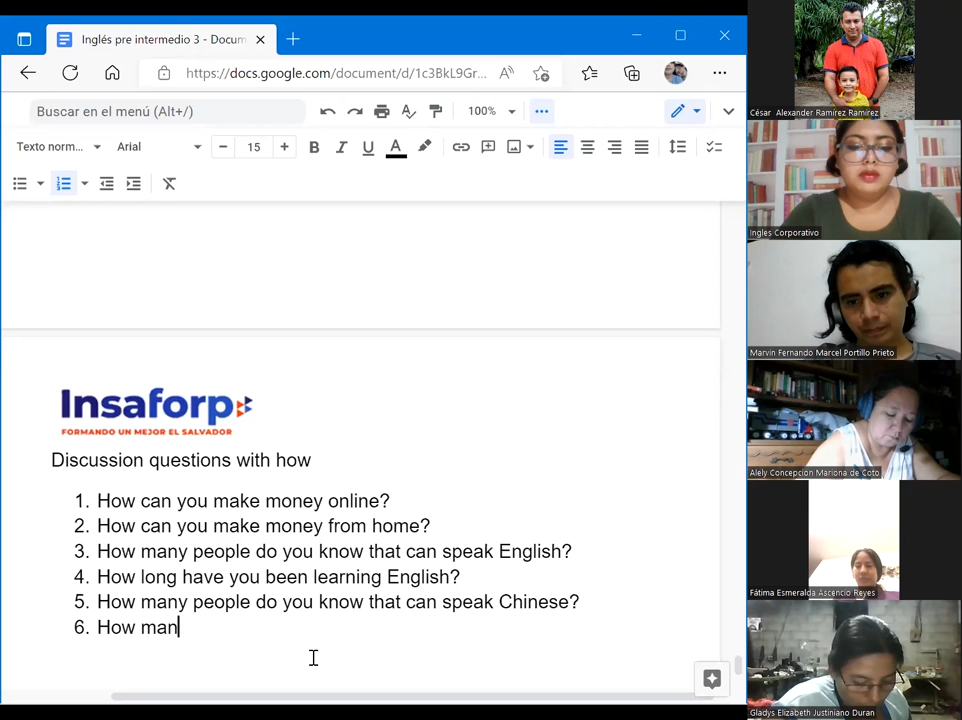 Inglés pre intermedio 3 - Docum
https://docs.google.com/document/d/1c3BkL9Gr...
Buscar en el menú (Alt+/)
100%
Texto norm...
Arial
15
Insaforp
FORMANDO UN MEJOR EL SALVADOR
Discussion questions with how
1. How can you make money online?
2. How can you make money from home?
3. How many people do you know that can speak English?
4. How long have you been learning English?
5. How many people do you know that can speak Chinese?
6. How man
César Alexander Ramírez Ramírez
Ingles Corporativo
Marvin Fernando Marcel Portillo Prieto
Alely Concepcion Mariona de Coto
Fátima Esmeralda Ascencio Reyes
Gladys Elizabeth Justiniano Duran